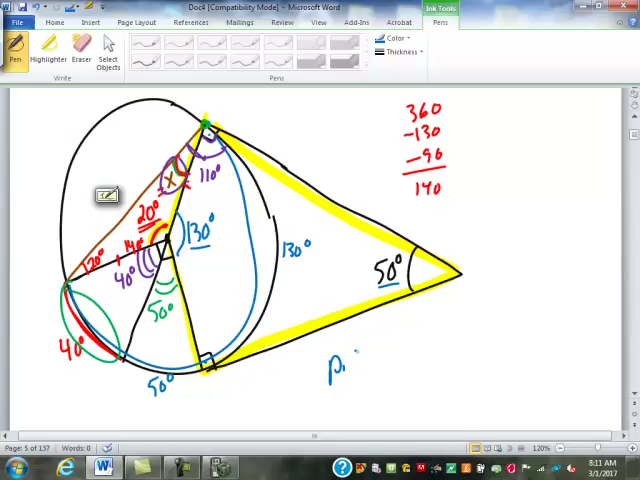 Doc4 [Compatibility Mode] - Microsoft Word
Ink Tools
File
Home
Insert
Page Layout
References
Mailings
Review
View
Add-Ins
Acrobat
Pens
Pen
Highlighter
Eraser
Select
Objects
Color
Thickness
Write
Pens
360
-130
-90
140
110°
X
20°
130°
140
130°
20°
40°
50°
50°
40°
50°
Page: 5 of 137
Words: 0
120%
8:11 AM
3/1/2017